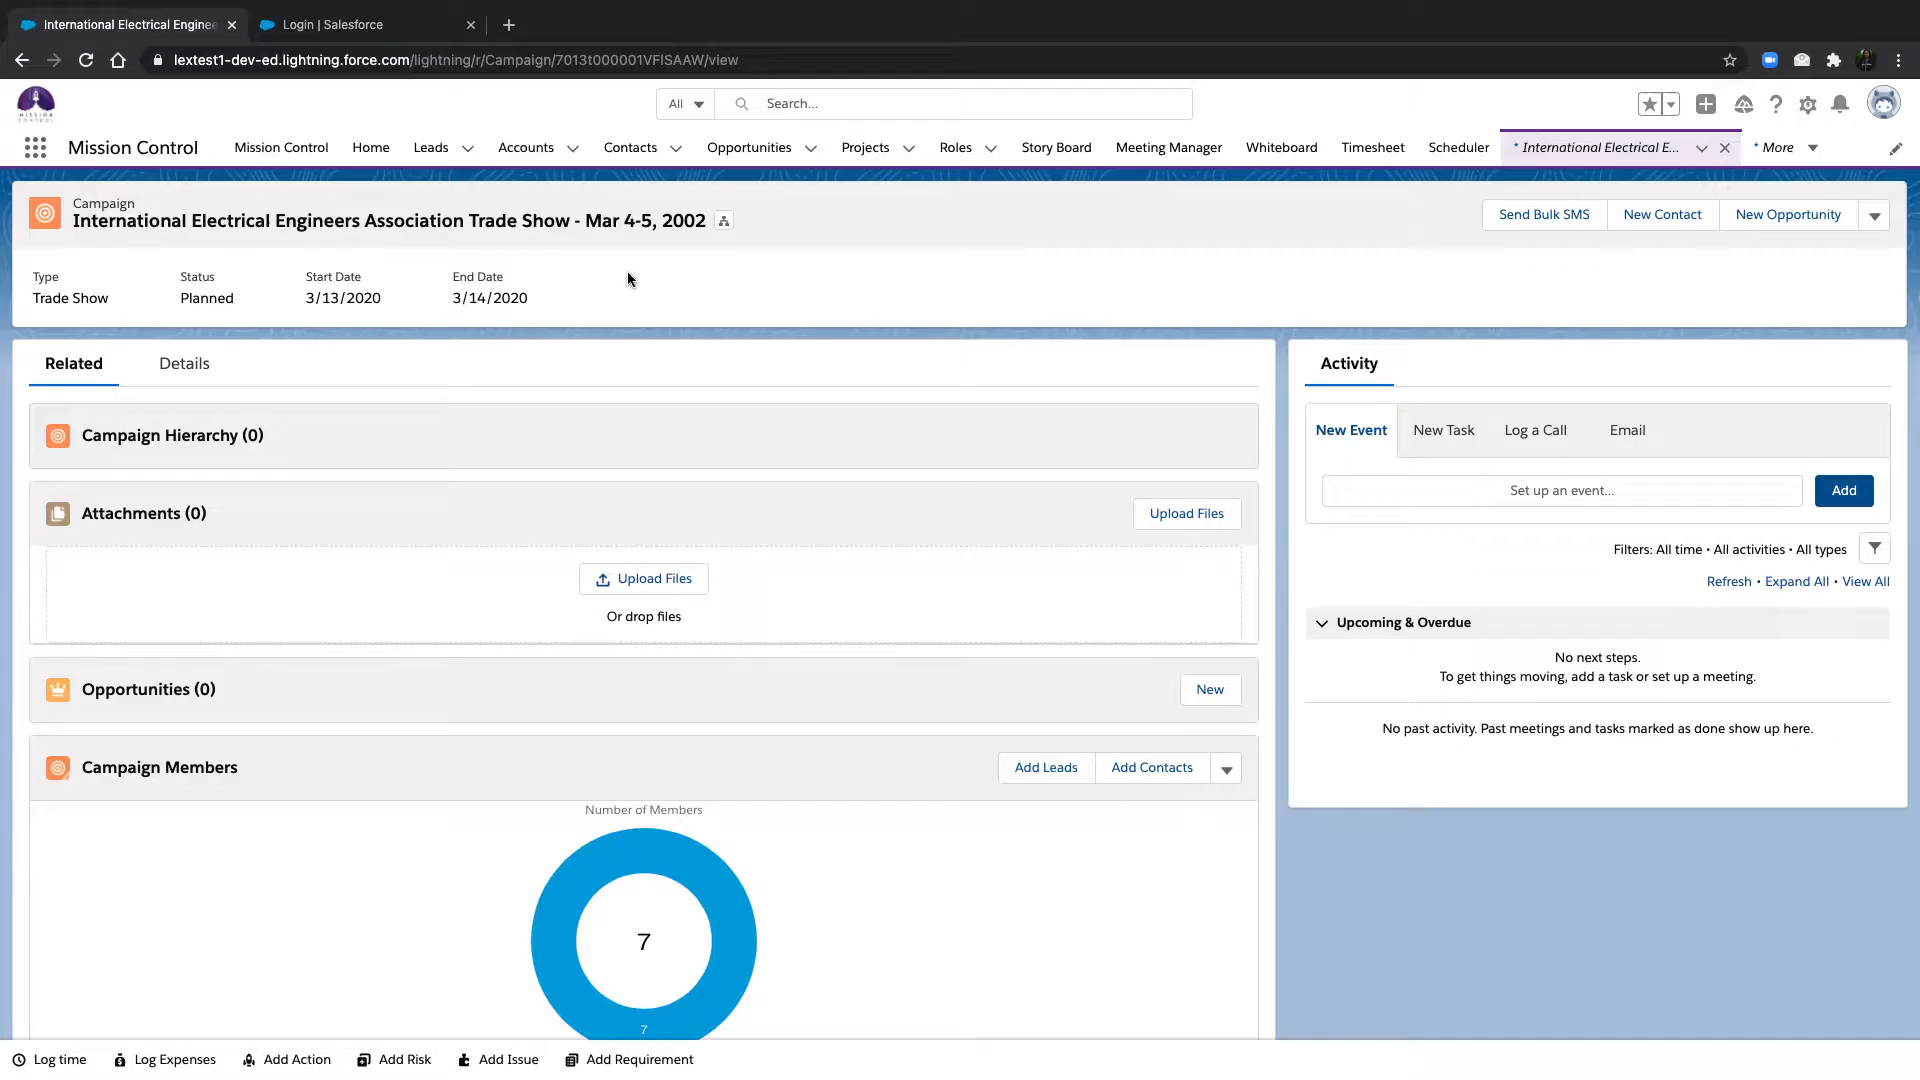 International Electrical Enginee
Login | Salesforce
lextest1-dev-ed.lightning.force.com/lightning/r/Campaign/7013t000001VFISAAW/view
MISSION
CONTROL
All
Search...
Mission Control
Mission Control
Home
Leads
Accounts
Contacts
Opportunities
Projects
Roles
Story Board
Meeting Manager
Whiteboard
Timesheet
Scheduler
* International Electrical E...
* More
Campaign
International Electrical Engineers Association Trade Show - Mar 4-5, 2002
Send Bulk SMS
New Contact
New Opportunity
Type
Trade Show
Status
Planned
Start Date
3/13/2020
End Date
3/14/2020
Related
Details
Campaign Hierarchy (0)
Attachments (0)
Upload Files
Upload Files
Or drop files
Opportunities (0)
New
Campaign Members
Add Leads
Add Contacts
Number of Members
7
7
Activity
New Event
New Task
Log a Call
Email
Set up an event...
Add
Filters: All time • All activities • All types
Refresh • Expand All • View All
Upcoming & Overdue
No next steps.
To get things moving, add a task or set up a meeting.
No past activity. Past meetings and tasks marked as done show up here.
Log time
Log Expenses
Add Action
Add Risk
Add Issue
Add Requirement